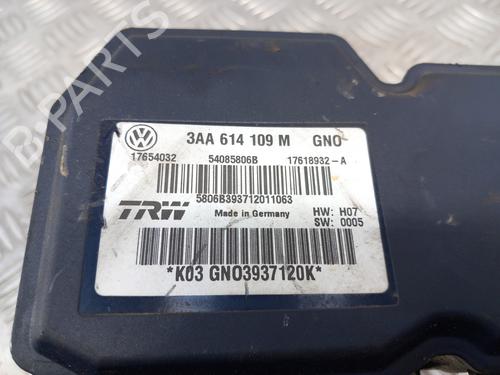 B-PARTS
VW
3AA 614 109 M GNO
17654032 54085806B 17618932-A
5806B393712011063
TRW Made in Germany HW: H07
SW: 0005
*K03 GNO3937120K*